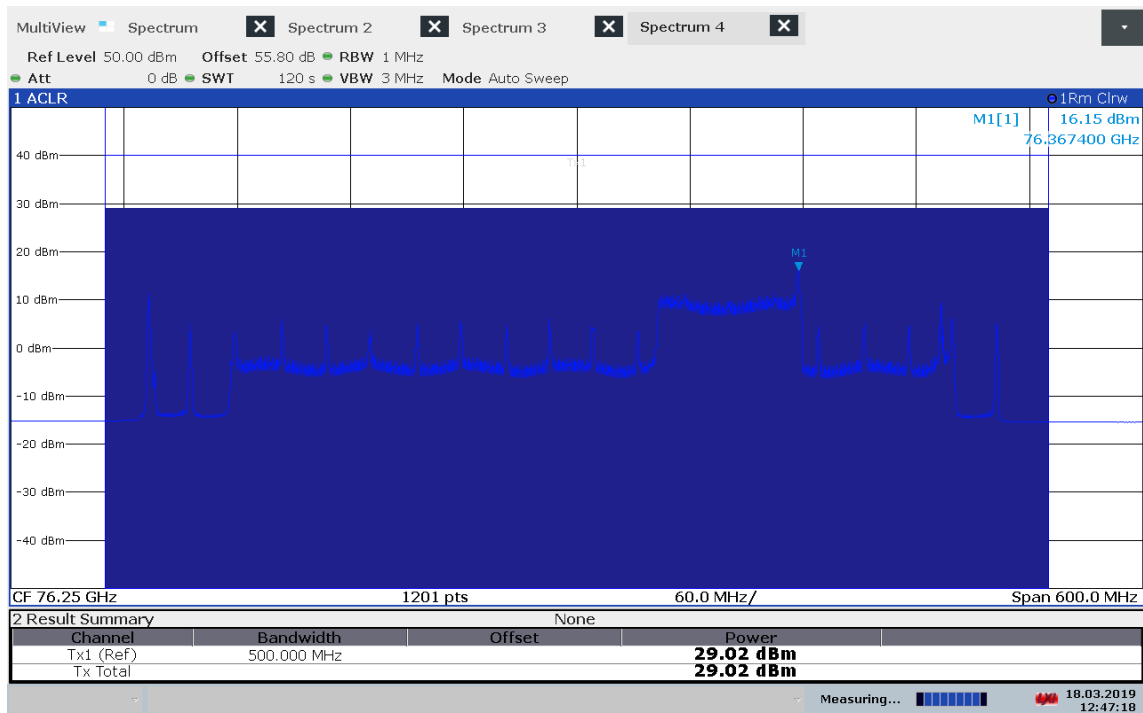 MultiView Spectrum X Spectrum 2 X Spectrum 3 X Spectrum 4 X
Ref Level 50.00 dBm Offset 55.80 dB RBW 1 MHz
Att 0 dB SWT 120 s VBW 3 MHz Mode Auto Sweep
1 ACLR 1Rm Clrw
M1[1] 16.15 dBm
76.367400 GHz
40 dBm
Tx1
30 dBm
20 dBm
M1
10 dBm
0 dBm
-10 dBm
-20 dBm
-30 dBm
-40 dBm
CF 76.25 GHz 1201 pts 60.0 MHz/ Span 600.0 MHz
2 Result Summary None
Channel Bandwidth Offset Power
Tx1 (Ref) 500.000 MHz 29.02 dBm
Tx Total 29.02 dBm
Measuring... 18.03.2019
12:47:18